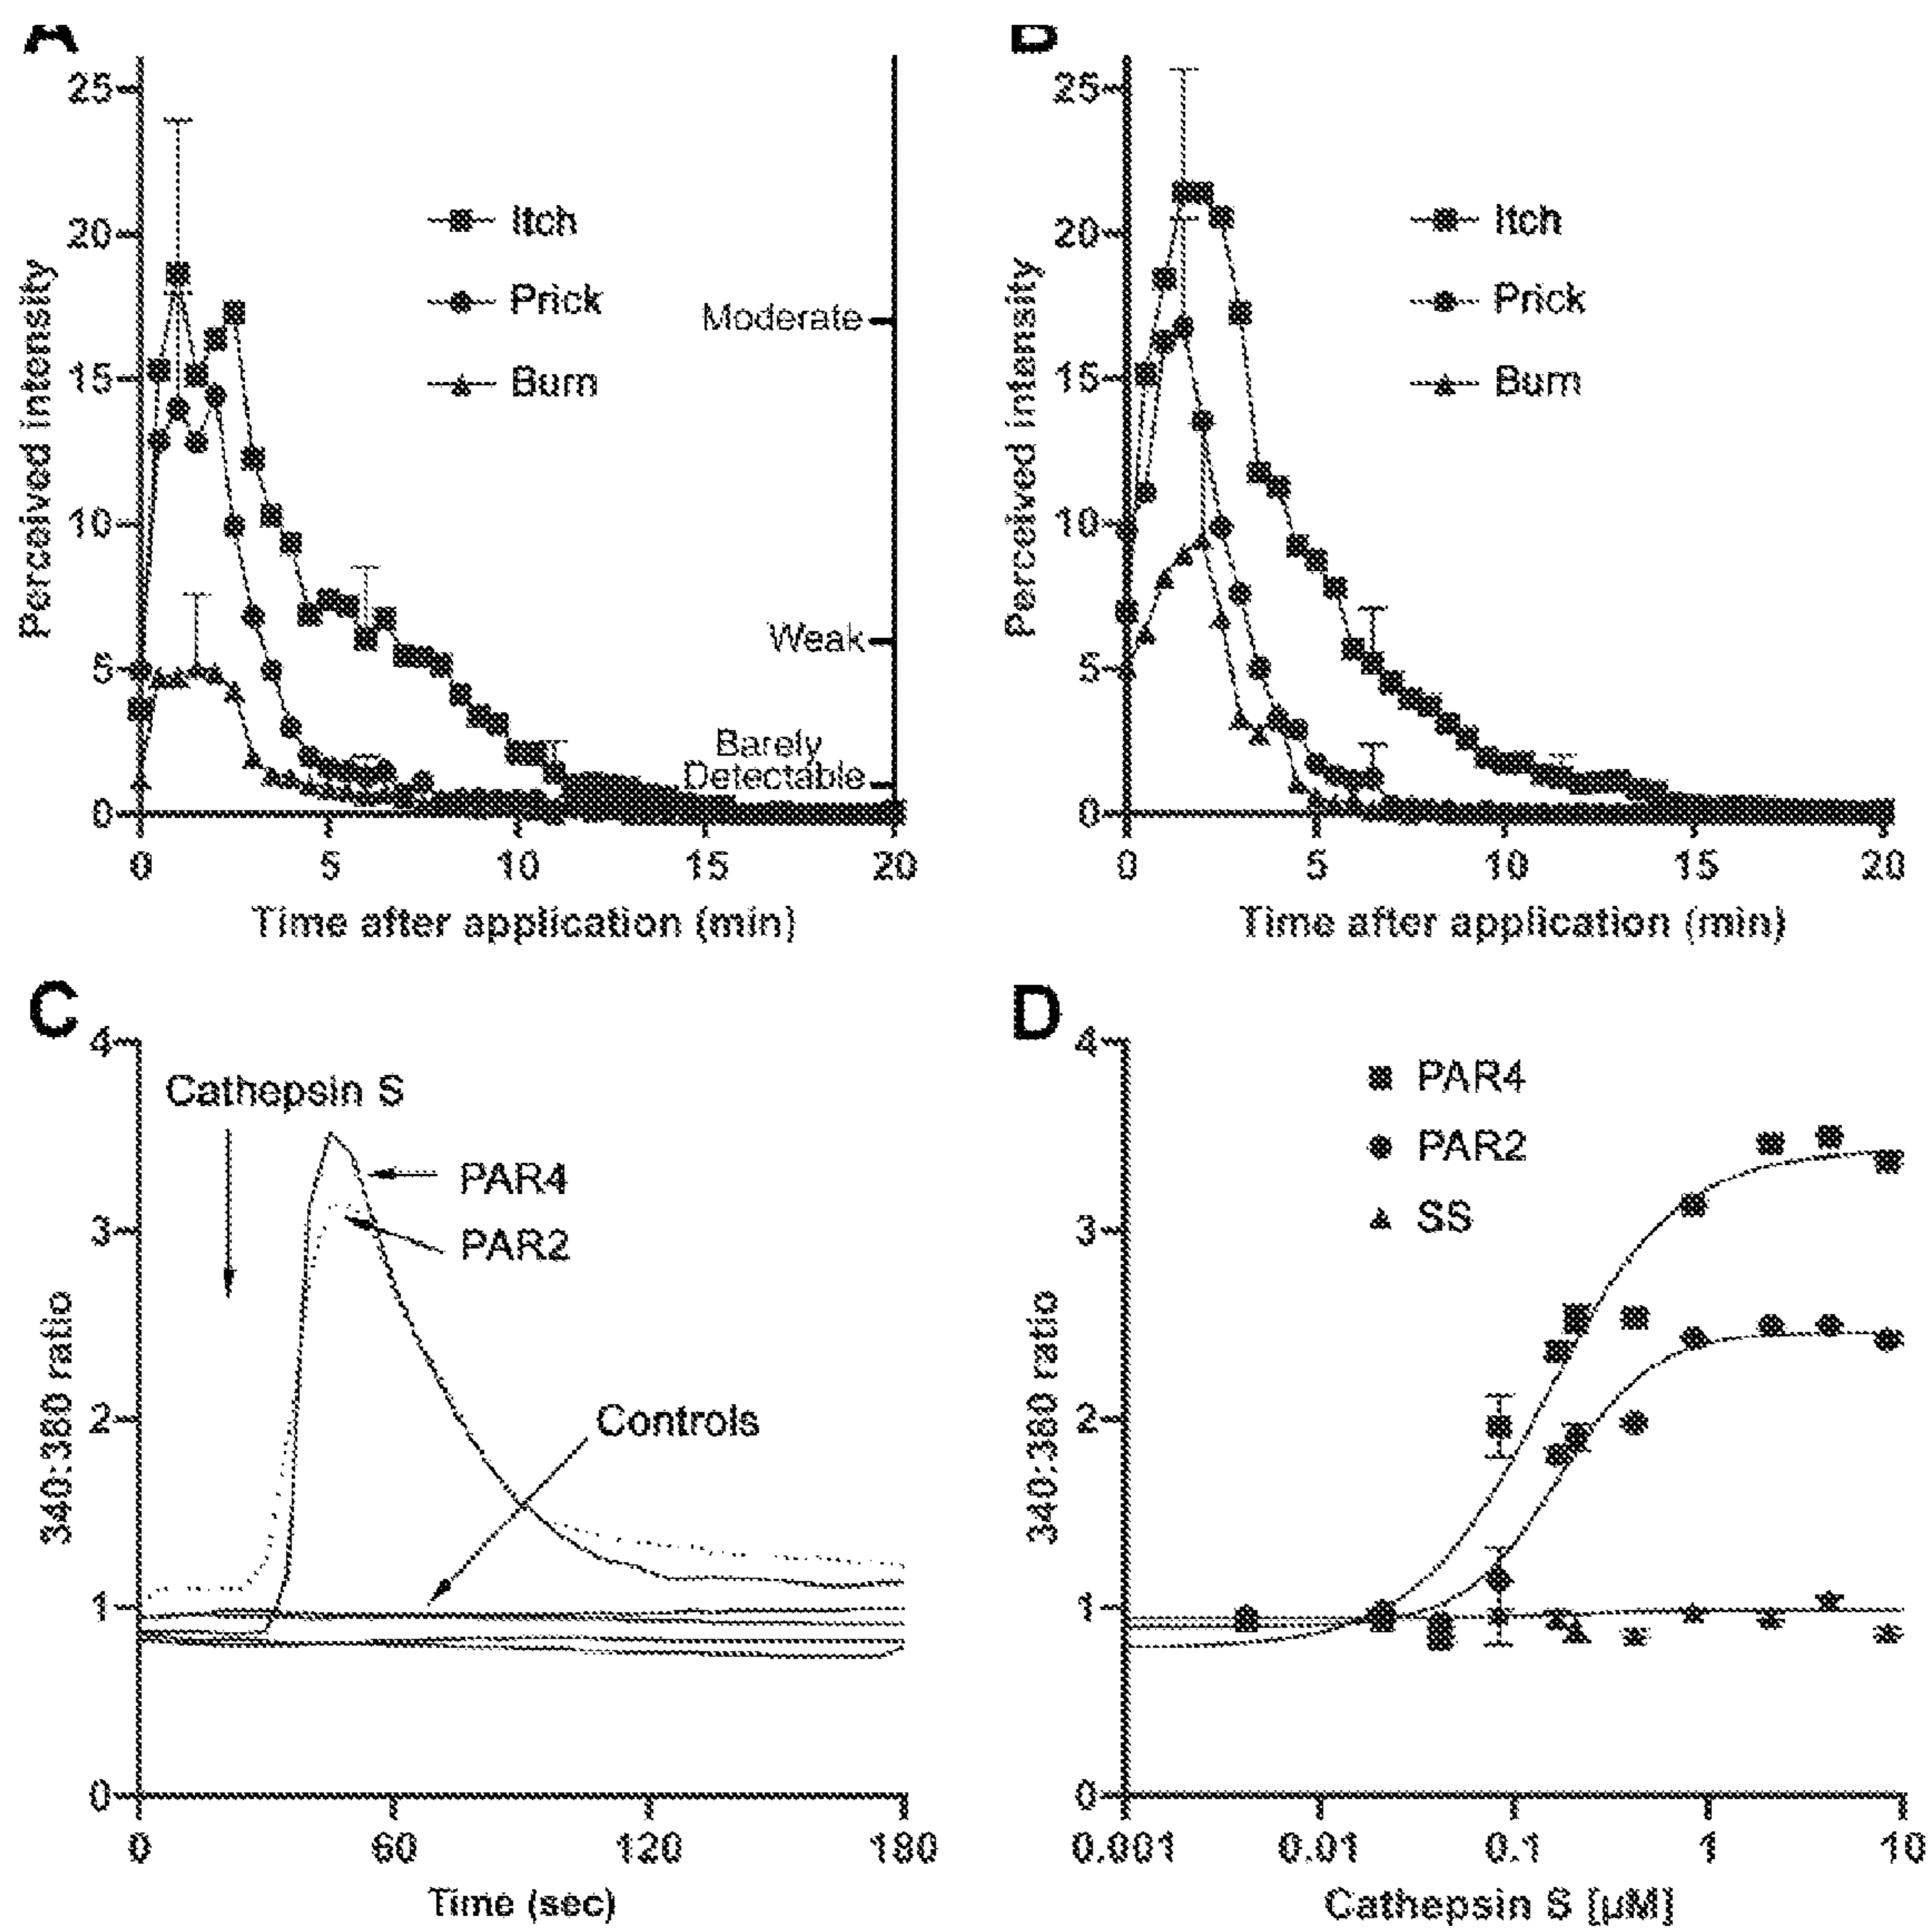 A
25
20
15
10
5
0
Perceived intensity
Itch
Prick
Burn
Moderate
Weak
Barely
Detectable
0 5 10 15 20
Time after application (min)
B
25
20
15
10
5
0
Perceived intensity
Itch
Prick
Burn
0 5 10 15 20
Time after application (min)
C
4
3
2
1
0
340:380 ratio
Cathepsin S
PAR4
PAR2
Controls
0 60 120 180
Time (sec)
D
4
3
2
1
0
340:380 ratio
PAR4
PAR2
SS
0.001 0.01 0.1 1 10
Cathepsin S [µM]